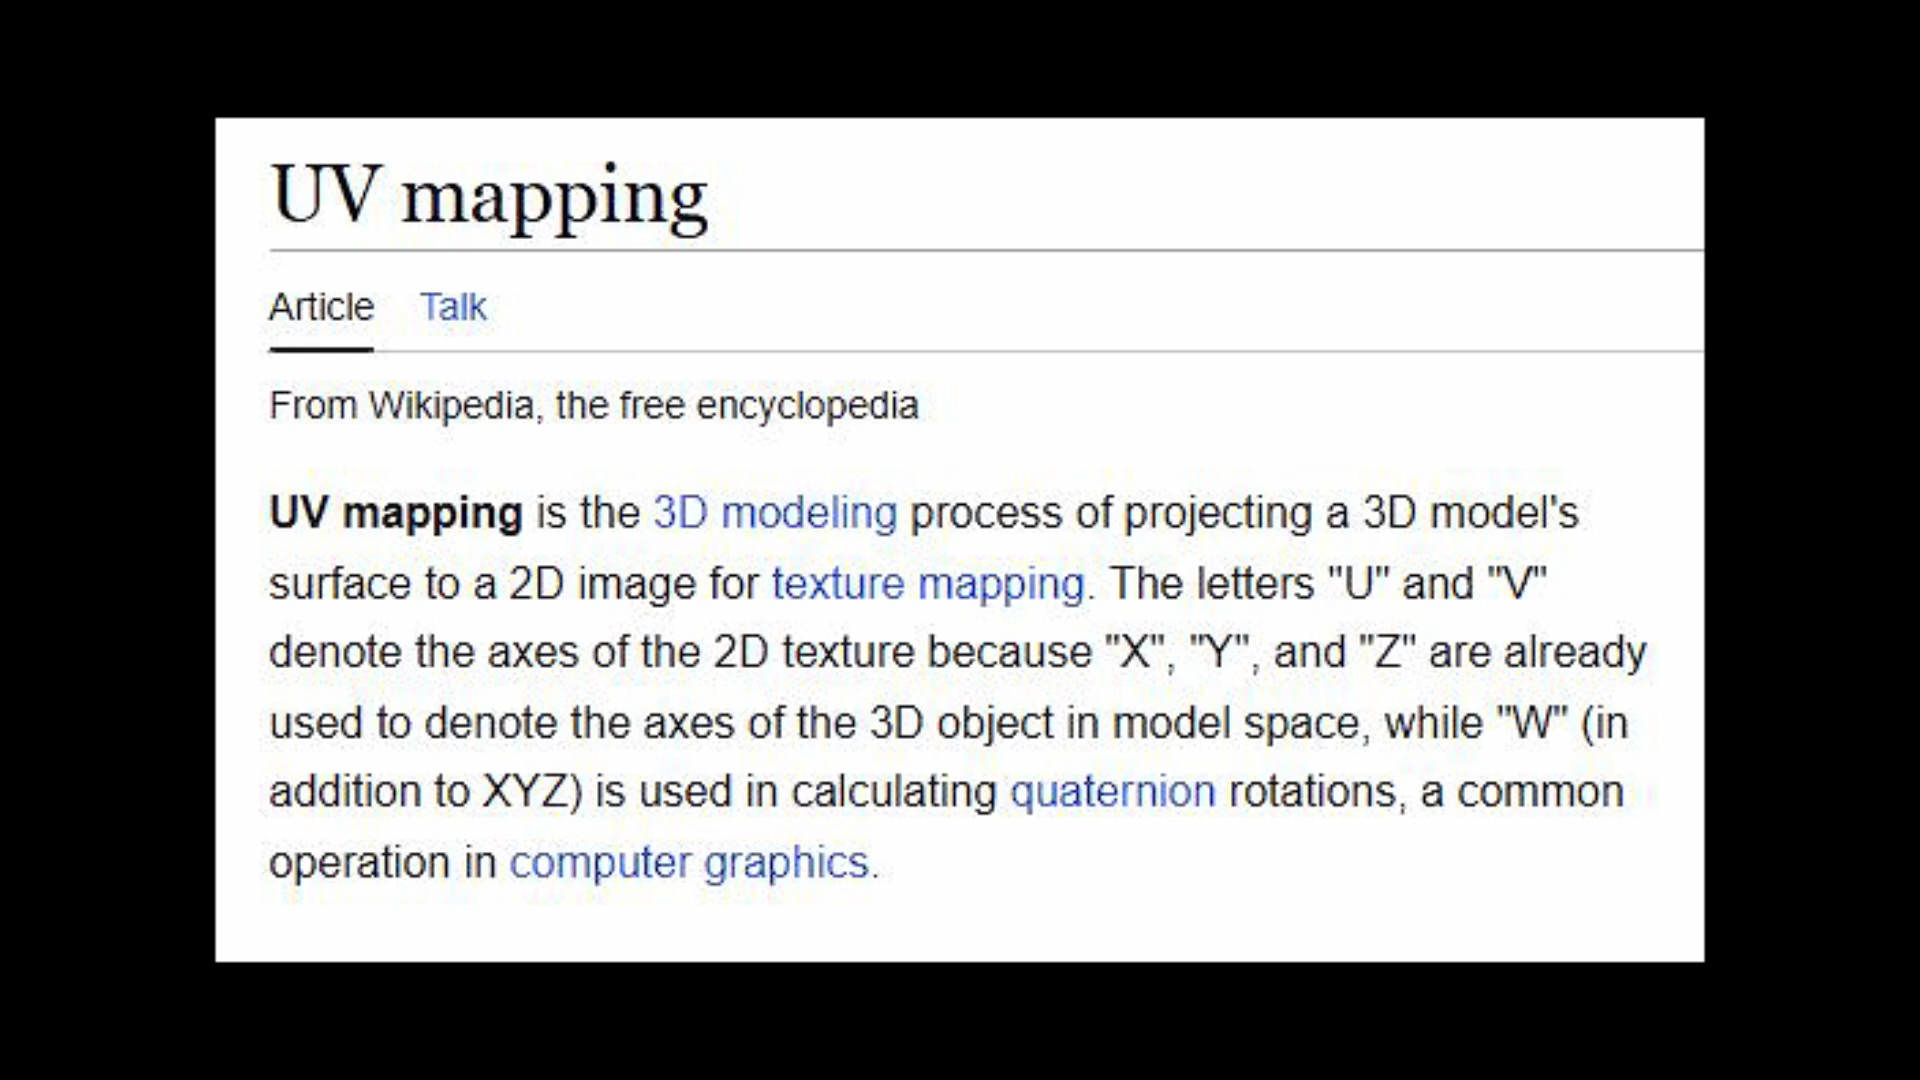 UV mapping
Article Talk
From Wikipedia, the free encyclopedia
UV mapping is the 3D modeling process of projecting a 3D model's
surface to a 2D image for texture mapping. The letters "U" and "V"
denote the axes of the 2D texture because "X", "Y", and "Z" are already
used to denote the axes of the 3D object in model space, while "W" (in
addition to XYZ) is used in calculating quaternion rotations, a common
operation in computer graphics.